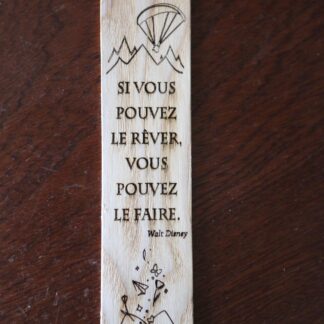 SI VOUS
POUVEZ
LE RÊVER,
VOUS
POUVEZ
LE FAIRE.
Walt Disney